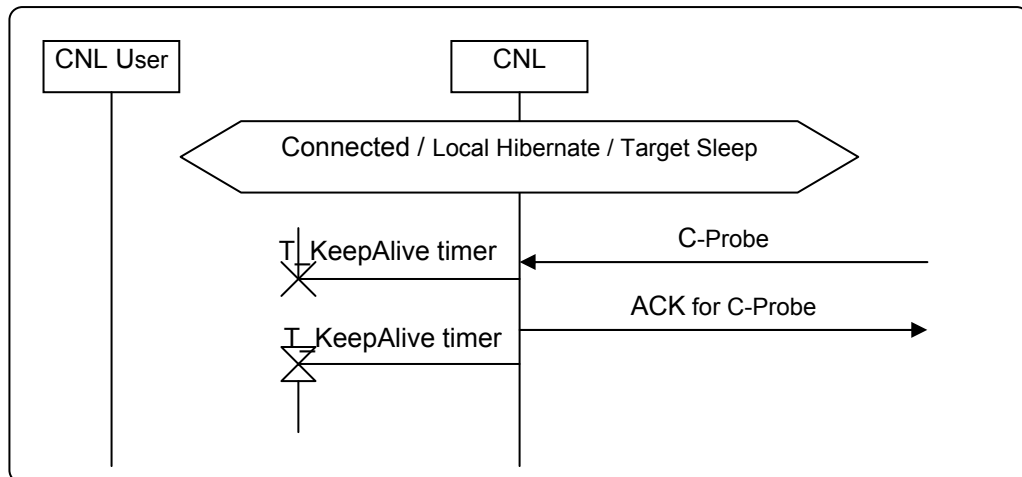 CNL User
CNL
Connected / Local Hibernate / Target Sleep
T_KeepAlive timer
C-Probe
ACK for C-Probe
T_KeepAlive timer